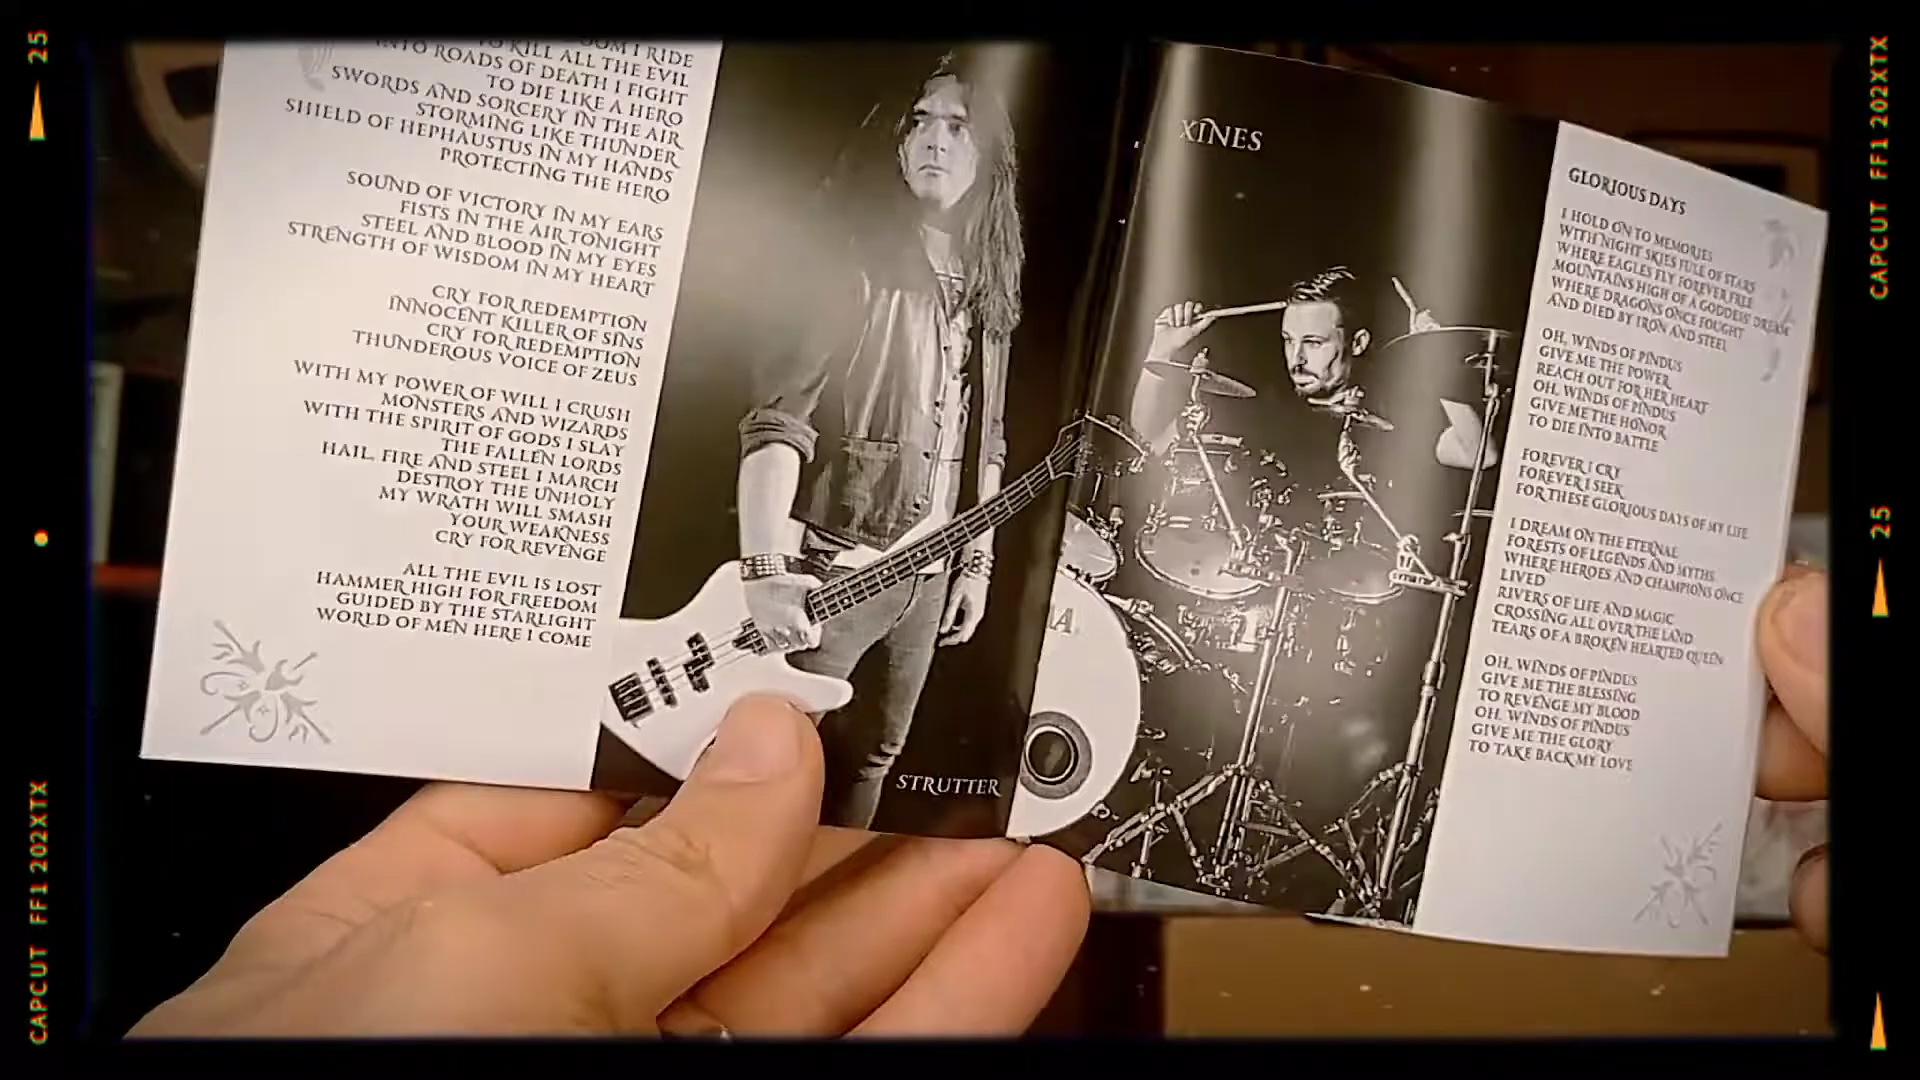 25
CAPCUT FF1 202XTX
25
CAPCUT FF1 202XTX
I RIDE
TO KILL ALL THE EVIL
INTO ROADS OF DEATH I FIGHT
TO DIE LIKE A HERO
SWORDS AND SORCERY IN THE AIR
STORMING LIKE THUNDER
SHIELD OF HEPHAUSTUS IN MY HANDS
PROTECTING THE HERO
SOUND OF VICTORY IN MY EARS
FISTS IN THE AIR TONIGHT
STEEL AND BLOOD IN MY EYES
STRENGTH OF WISDOM IN MY HEART
CRY FOR REDEMPTION
INNOCENT KILLER OF SINS
CRY FOR REDEMPTION
THUNDEROUS VOICE OF ZEUS
WITH MY POWER OF WILL I CRUSH
MONSTERS AND WIZARDS
WITH THE SPIRIT OF GODS I SLAY
THE FALLEN LORDS
HAIL, FIRE AND STEEL I MARCH
DESTROY THE UNHOLY
MY WRATH WILL SMASH
YOUR WEAKNESS
CRY FOR REVENGE
ALL THE EVIL IS LOST
HAMMER HIGH FOR FREEDOM
GUIDED BY THE STARLIGHT
WORLD OF MEN HERE I COME
STRUTTER
XINES
GLORIOUS DAYS
I HOLD ON TO MEMORIES
WITH NIGHT SKIES FULL OF STARS
WHERE EAGLES FLY FOREVER FREE
MOUNTAINS HIGH OF A GODDESS' DREAM
WHERE DRAGONS ONCE FOUGHT
AND DIED BY IRON AND STEEL
OH, WINDS OF PINDUS
GIVE ME THE POWER
REACH OUT FOR HER HEART
OH, WINDS OF PINDUS
GIVE ME THE HONOR
TO DIE INTO BATTLE
FOREVER I CRY
FOREVER I SEEK
FOR THESE GLORIOUS DAYS OF MY LIFE
I DREAM ON THE ETERNAL
FORESTS OF LEGENDS AND MYTHS
WHERE HEROES AND CHAMPIONS ONCE
LIVED
RIVERS OF LIFE AND MAGIC
CROSSING ALL OVER THE LAND
TEARS OF A BROKEN HEARTED QUEEN
OH, WINDS OF PINDUS
GIVE ME THE BLESSING
TO REVENGE MY BLOOD
OH, WINDS OF PINDUS
GIVE ME THE GLORY
TO TAKE BACK MY LOVE